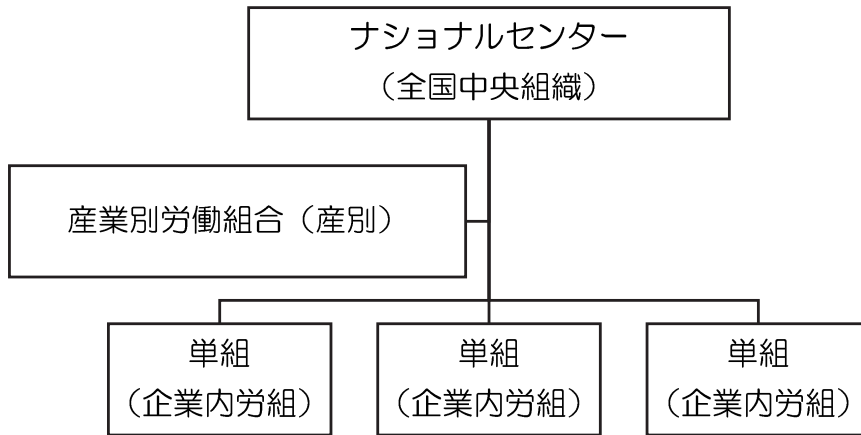 ナショナルセンター
（全国中央組織）
産業別労働組合（産別）
単組
（企業内労組）
単組
（企業内労組）
単組
（企業内労組）